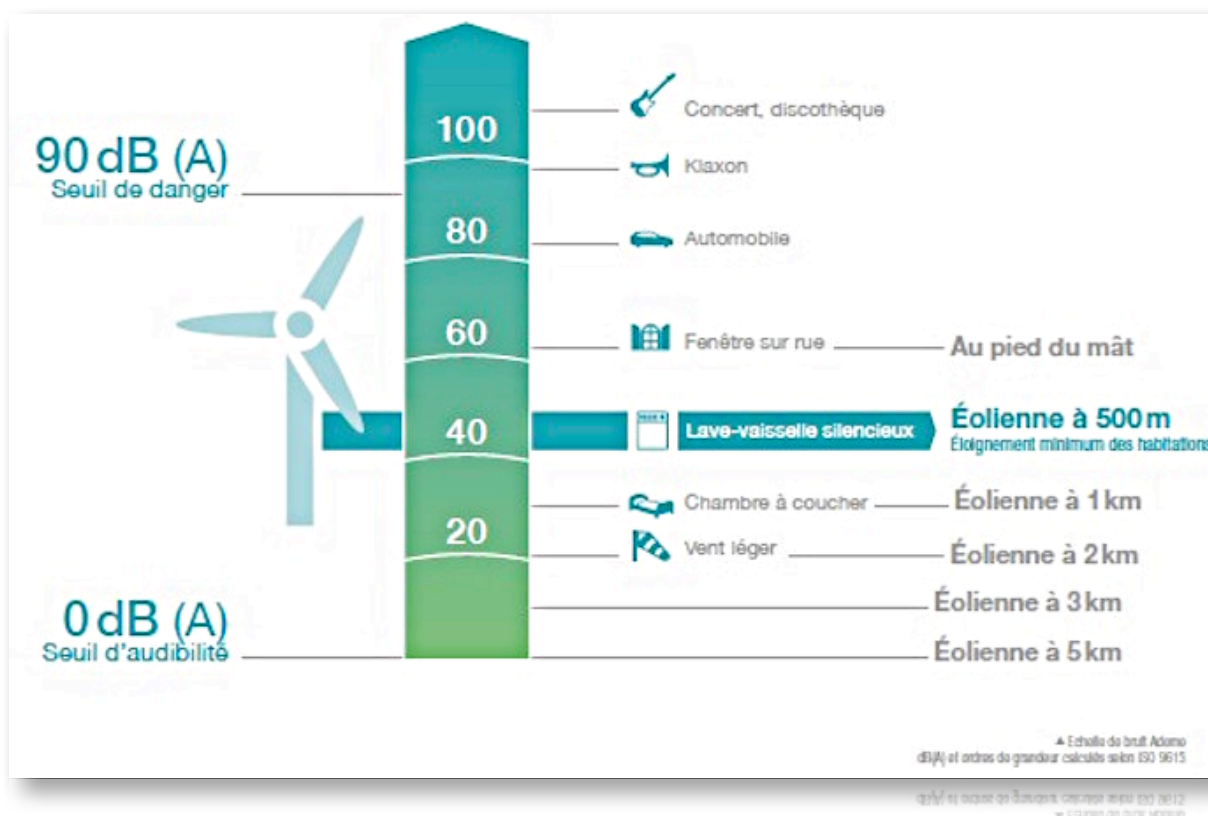 100
Concert, discothèque
90 dB (A)
Seuil de danger
Klaxon
80
Automobile
60
Fenêtre sur rue
Au pied du mât
40
Lave-vaisselle silencieux
Éolienne à 500 m
Éloignement minimum des habitations
Chambre à coucher
Éolienne à 1 km
20
Vent léger
Éolienne à 2 km
0 dB (A)
Seuil d'audibilité
Éolienne à 3 km
Éolienne à 5 km
Echelle de bruit Ademe
dB(A) et ordres de grandeur calculés selon ISO 9615